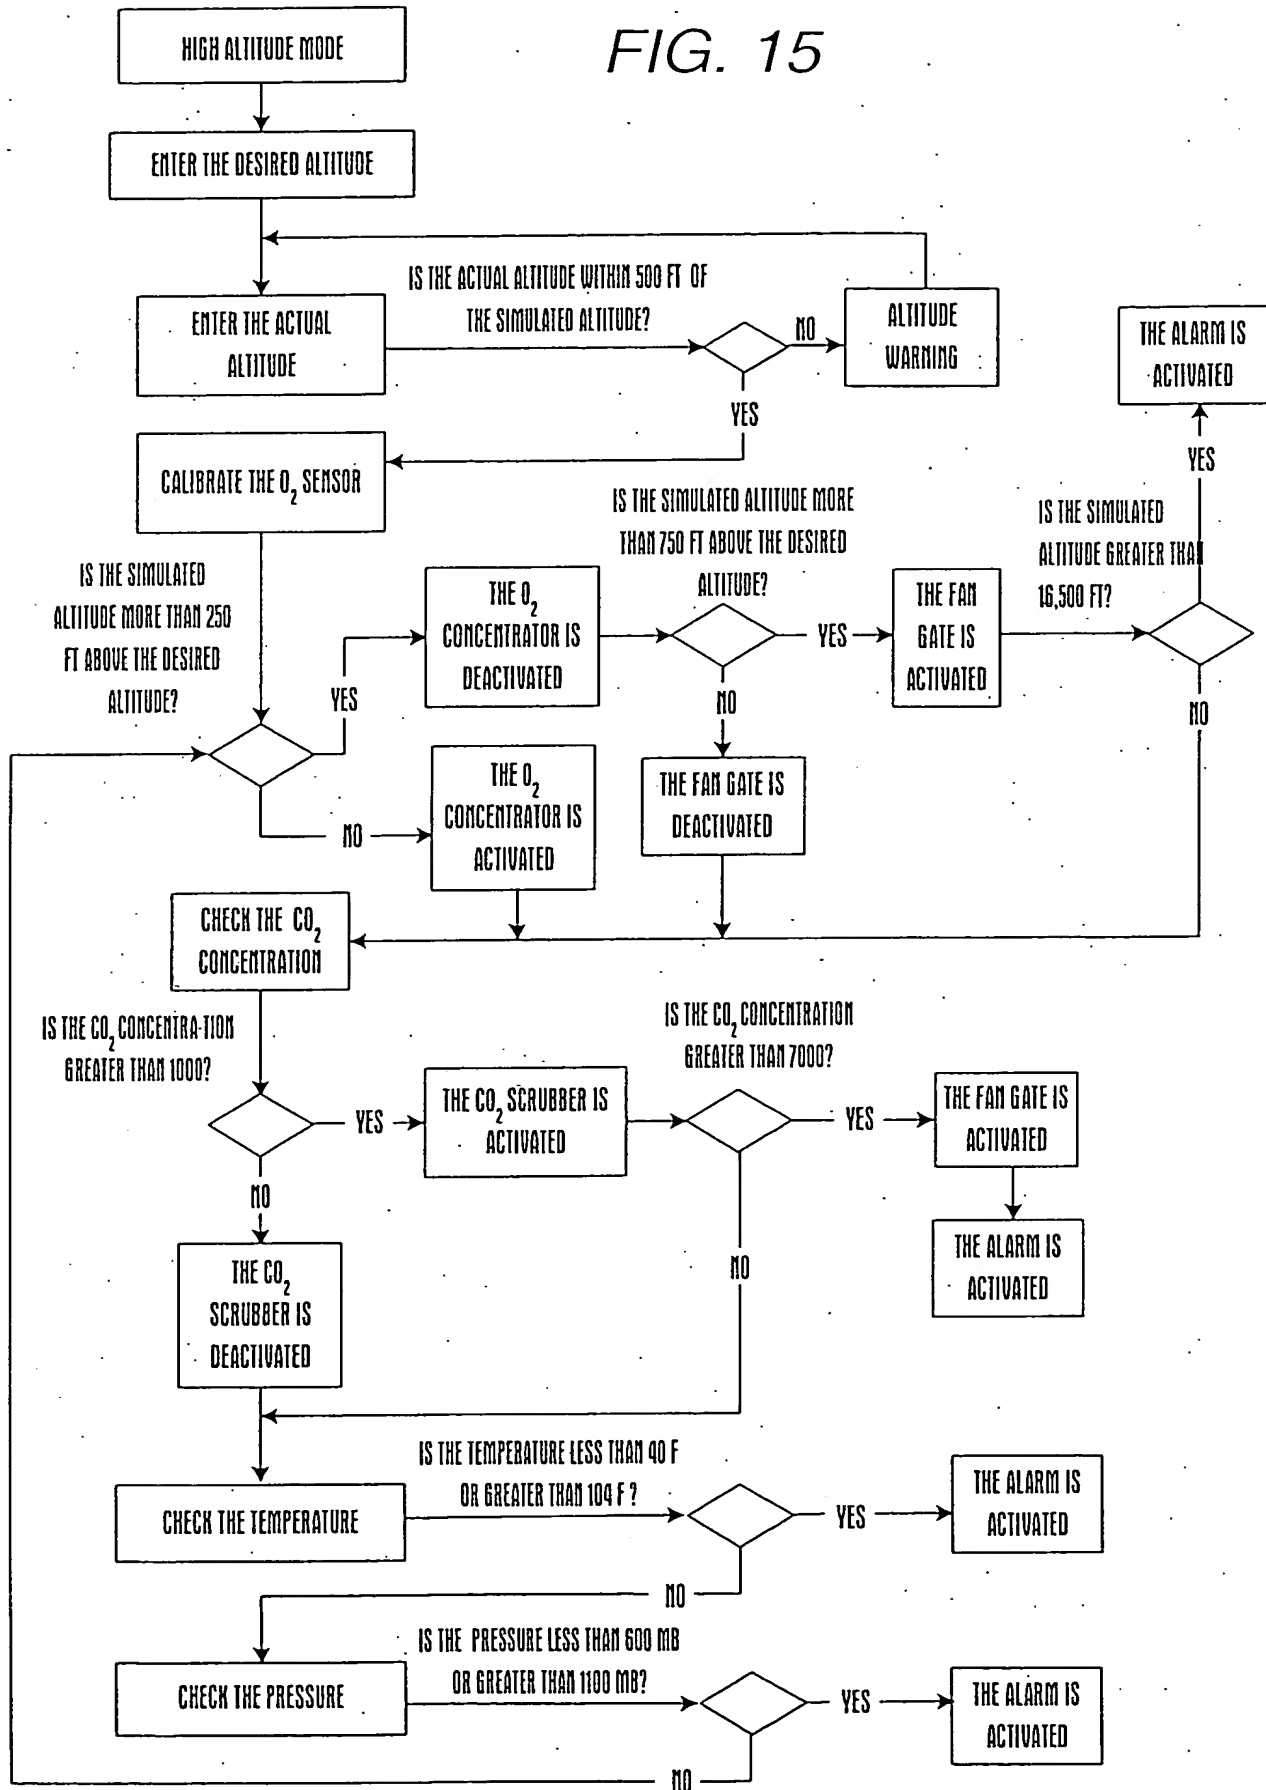 FIG. 15
HIGH ALTITUDE MODE
ENTER THE DESIRED ALTITUDE
IS THE ACTUAL ALTITUDE WITHIN 500 FT OF
THE SIMULATED ALTITUDE?
ENTER THE ACTUAL
ALTITUDE
NO
ALTITUDE
WARNING
THE ALARM IS
ACTIVATED
YES
YES
CALIBRATE THE O₂ SENSOR
IS THE SIMULATED ALTITUDE MORE
THAN 750 FT ABOVE THE DESIRED
ALTITUDE?
IS THE SIMULATED
ALTITUDE GREATER THAN
16,500 FT?
IS THE SIMULATED
ALTITUDE MORE THAN 250
FT ABOVE THE DESIRED
ALTITUDE?
YES
THE O₂
CONCENTRATOR IS
DEACTIVATED
YES
THE FAN
GATE IS
ACTIVATED
NO
NO
THE O₂
CONCENTRATOR IS
ACTIVATED
THE FAN GATE IS
DEACTIVATED
NO
CHECK THE CO₂
CONCENTRATION
IS THE CO₂ CONCENTRA-TION
GREATER THAN 1000?
IS THE CO₂ CONCENTRATION
GREATER THAN 7000?
YES
THE CO₂ SCRUBBER IS
ACTIVATED
YES
THE FAN GATE IS
ACTIVATED
NO
THE ALARM IS
ACTIVATED
NO
THE CO₂
SCRUBBER IS
DEACTIVATED
IS THE TEMPERATURE LESS THAN 40 F
OR GREATER THAN 104 F ?
CHECK THE TEMPERATURE
YES
THE ALARM IS
ACTIVATED
NO
IS THE PRESSURE LESS THAN 600 MB
OR GREATER THAN 1100 MB?
CHECK THE PRESSURE
YES
THE ALARM IS
ACTIVATED
NO